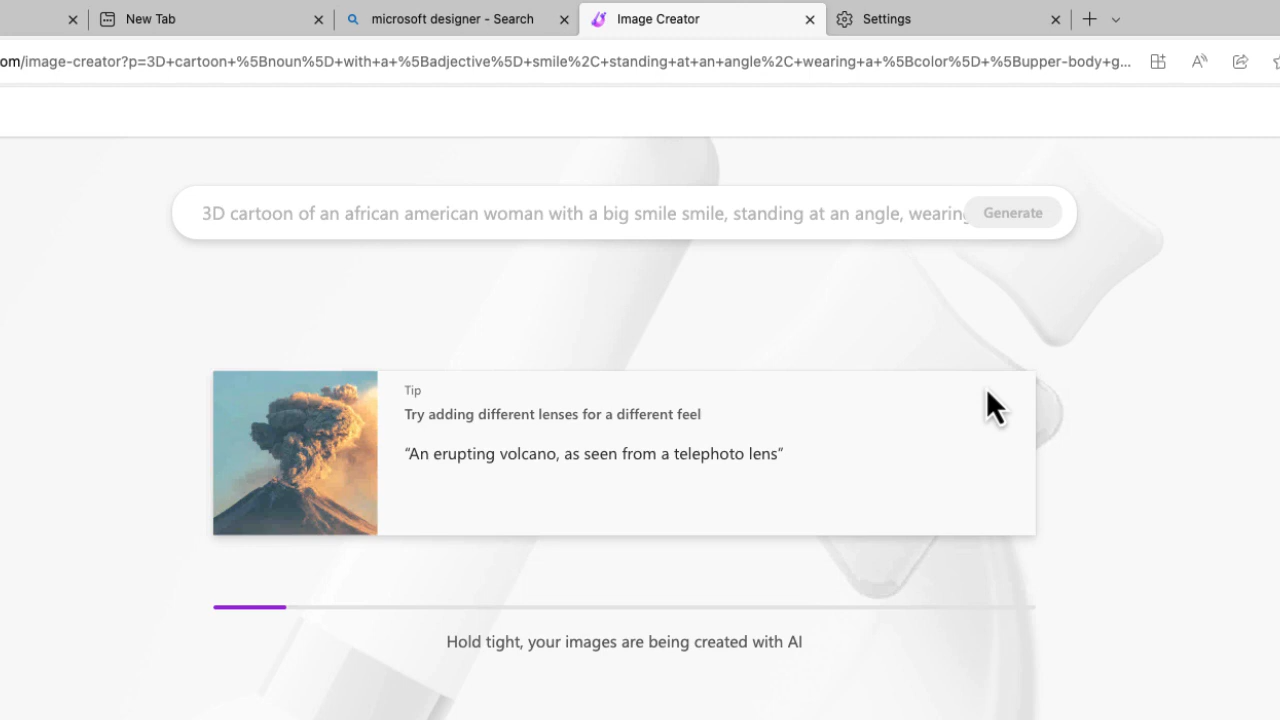 New Tab
microsoft designer - Search
Image Creator
Settings
om/image-creator?p=3D+cartoon+%5Bnoun%5D+with+a+%5Badjective%5D+smile%2C+standing+at+an+angle%2C+wearing+a+%5Bcolor%5D+%5Bupper-body+g...
3D cartoon of an african american woman with a big smile smile, standing at an angle, wearing
Generate
Tip
Try adding different lenses for a different feel
“An erupting volcano, as seen from a telephoto lens”
Hold tight, your images are being created with AI